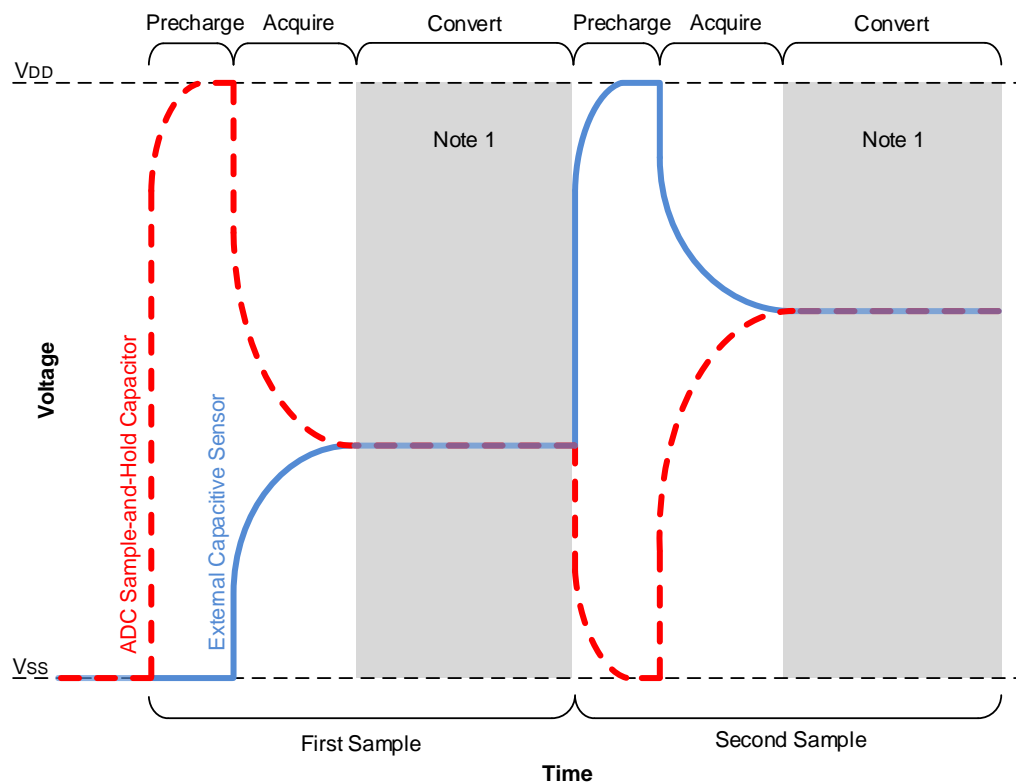 Precharge Acquire Convert Precharge Acquire Convert
VDD
Note 1 Note 1
Voltage
ADC Sample-and-Hold Capacitor
External Capacitive Sensor
VSS
First Sample Second Sample
Time